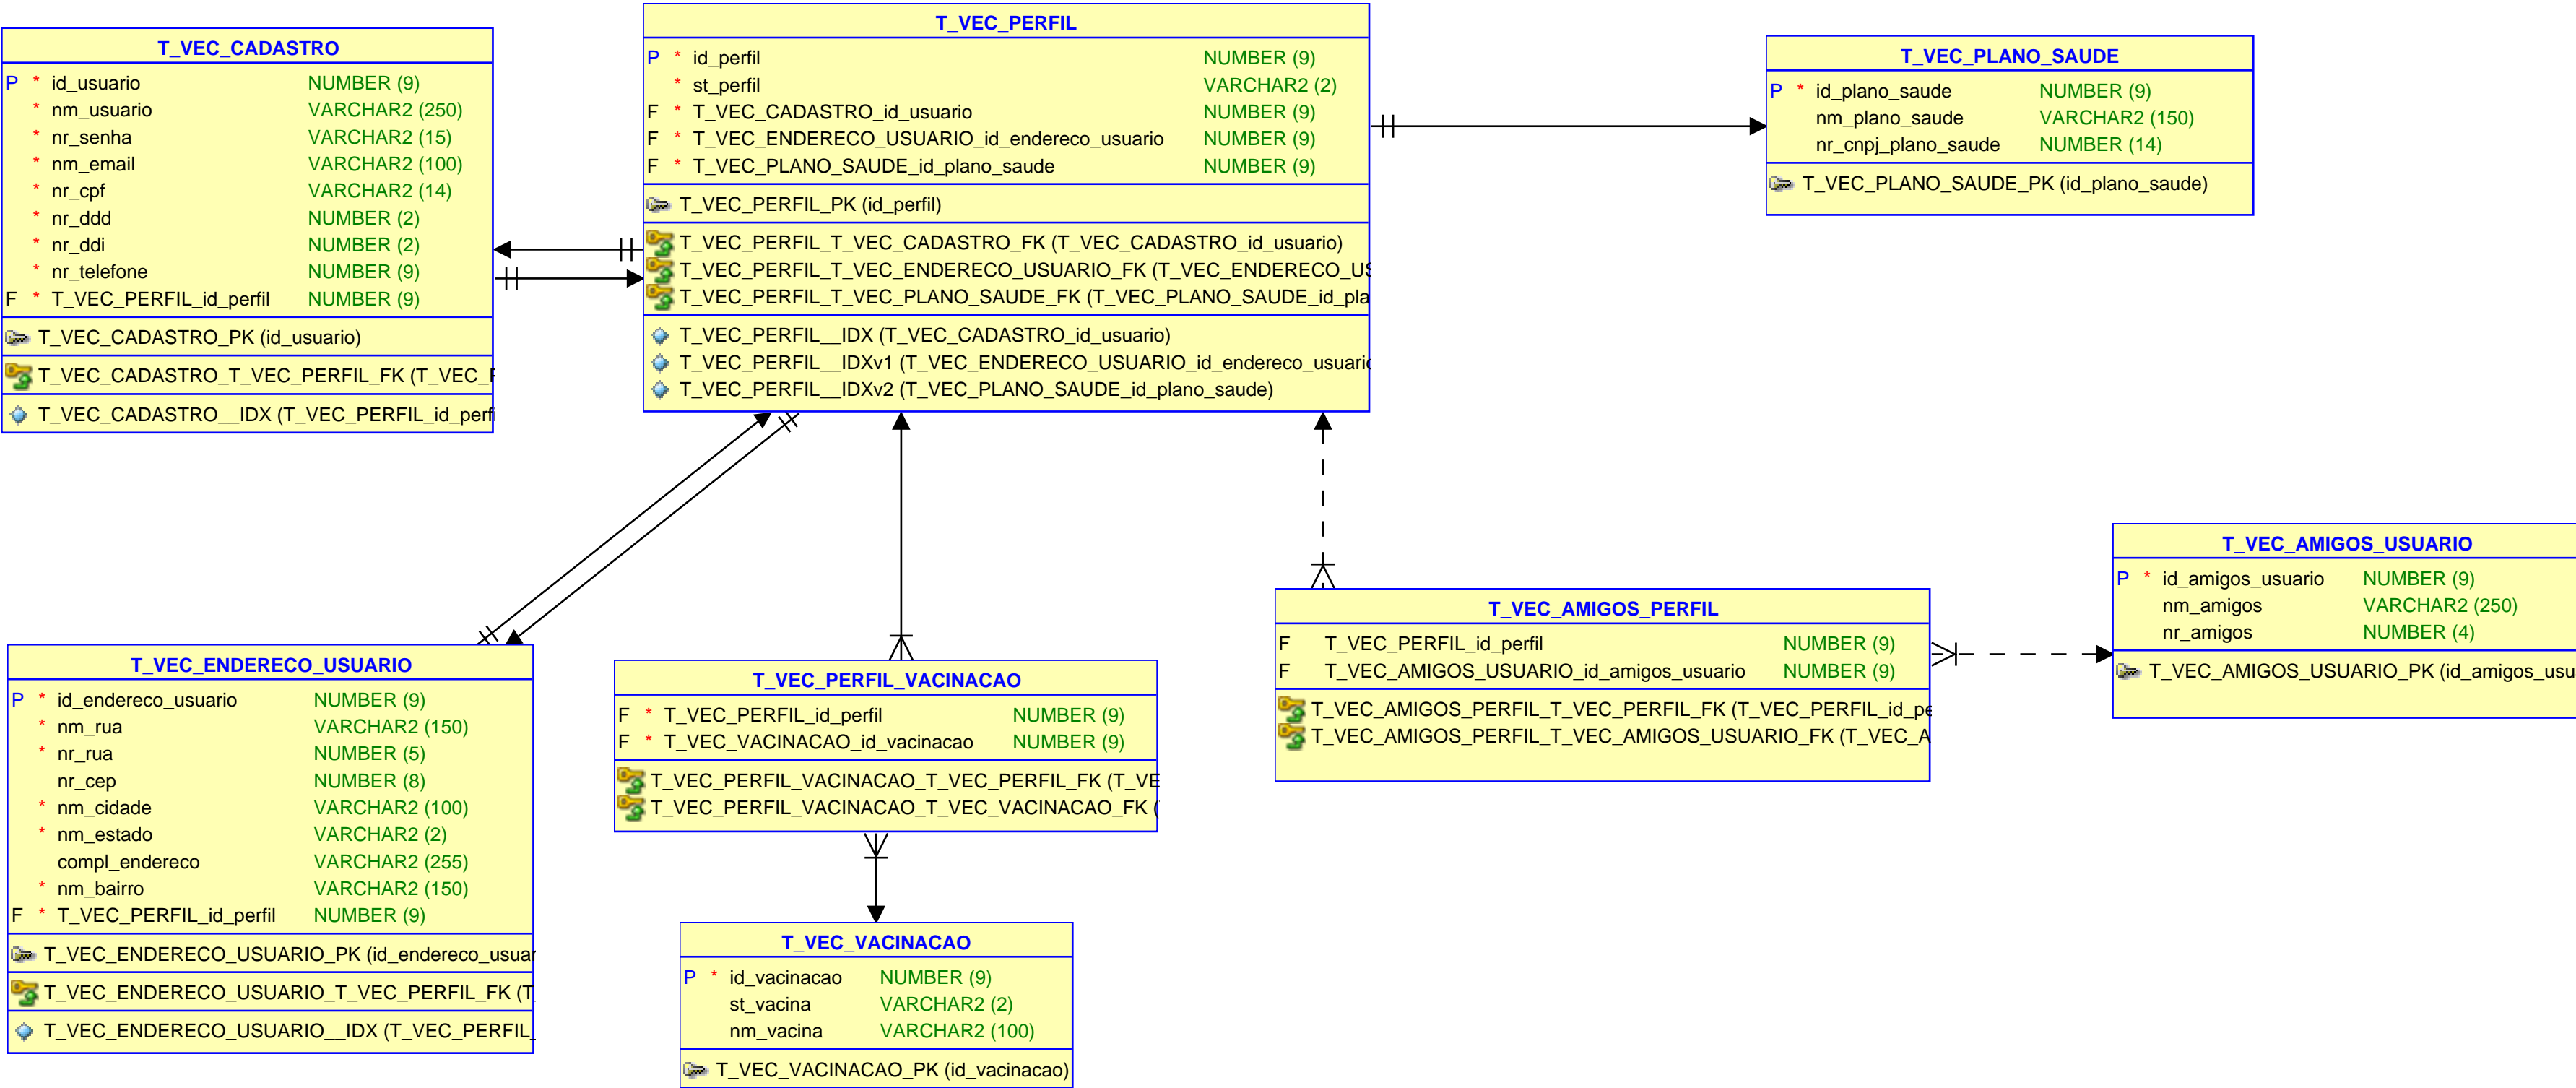 T_VEC_CADASTRO
P * id_usuario NUMBER (9)
* nm_usuario VARCHAR2 (250)
* nr_senha VARCHAR2 (15)
* nm_email VARCHAR2 (100)
* nr_cpf VARCHAR2 (14)
* nr_ddd NUMBER (2)
* nr_ddi NUMBER (2)
* nr_telefone NUMBER (9)
F * T_VEC_PERFIL_id_perfil NUMBER (9)
T_VEC_CADASTRO_PK (id_usuario)
T_VEC_CADASTRO_T_VEC_PERFIL_FK (T_VEC_
T_VEC_CADASTRO__IDX (T_VEC_PERFIL_id_perfi
T_VEC_PERFIL
P * id_perfil NUMBER (9)
* st_perfil VARCHAR2 (2)
F * T_VEC_CADASTRO_id_usuario NUMBER (9)
F * T_VEC_ENDERECO_USUARIO_id_endereco_usuario NUMBER (9)
F * T_VEC_PLANO_SAUDE_id_plano_saude NUMBER (9)
T_VEC_PERFIL_PK (id_perfil)
T_VEC_PERFIL_T_VEC_CADASTRO_FK (T_VEC_CADASTRO_id_usuario)
T_VEC_PERFIL_T_VEC_ENDERECO_USUARIO_FK (T_VEC_ENDERECO_US
T_VEC_PERFIL_T_VEC_PLANO_SAUDE_FK (T_VEC_PLANO_SAUDE_id_pla
T_VEC_PERFIL__IDX (T_VEC_CADASTRO_id_usuario)
T_VEC_PERFIL__IDXv1 (T_VEC_ENDERECO_USUARIO_id_endereco_usuario
T_VEC_PERFIL__IDXv2 (T_VEC_PLANO_SAUDE_id_plano_saude)
T_VEC_PLANO_SAUDE
P * id_plano_saude NUMBER (9)
nm_plano_saude VARCHAR2 (150)
nr_cnpj_plano_saude NUMBER (14)
T_VEC_PLANO_SAUDE_PK (id_plano_saude)
T_VEC_ENDERECO_USUARIO
P * id_endereco_usuario NUMBER (9)
* nm_rua VARCHAR2 (150)
* nr_rua NUMBER (5)
nr_cep NUMBER (8)
* nm_cidade VARCHAR2 (100)
* nm_estado VARCHAR2 (2)
compl_endereco VARCHAR2 (255)
* nm_bairro VARCHAR2 (150)
F * T_VEC_PERFIL_id_perfil NUMBER (9)
T_VEC_ENDERECO_USUARIO_PK (id_endereco_usuar
T_VEC_ENDERECO_USUARIO_T_VEC_PERFIL_FK (T_
T_VEC_ENDERECO_USUARIO__IDX (T_VEC_PERFIL_
T_VEC_PERFIL_VACINACAO
F * T_VEC_PERFIL_id_perfil NUMBER (9)
F * T_VEC_VACINACAO_id_vacinacao NUMBER (9)
T_VEC_PERFIL_VACINACAO_T_VEC_PERFIL_FK (T_VE
T_VEC_PERFIL_VACINACAO_T_VEC_VACINACAO_FK (
T_VEC_VACINACAO
P * id_vacinacao NUMBER (9)
st_vacina VARCHAR2 (2)
nm_vacina VARCHAR2 (100)
T_VEC_VACINACAO_PK (id_vacinacao)
T_VEC_AMIGOS_PERFIL
F T_VEC_PERFIL_id_perfil NUMBER (9)
F T_VEC_AMIGOS_USUARIO_id_amigos_usuario NUMBER (9)
T_VEC_AMIGOS_PERFIL_T_VEC_PERFIL_FK (T_VEC_PERFIL_id_pe
T_VEC_AMIGOS_PERFIL_T_VEC_AMIGOS_USUARIO_FK (T_VEC_A
T_VEC_AMIGOS_USUARIO
P * id_amigos_usuario NUMBER (9)
nm_amigos VARCHAR2 (250)
nr_amigos NUMBER (4)
T_VEC_AMIGOS_USUARIO_PK (id_amigos_usu